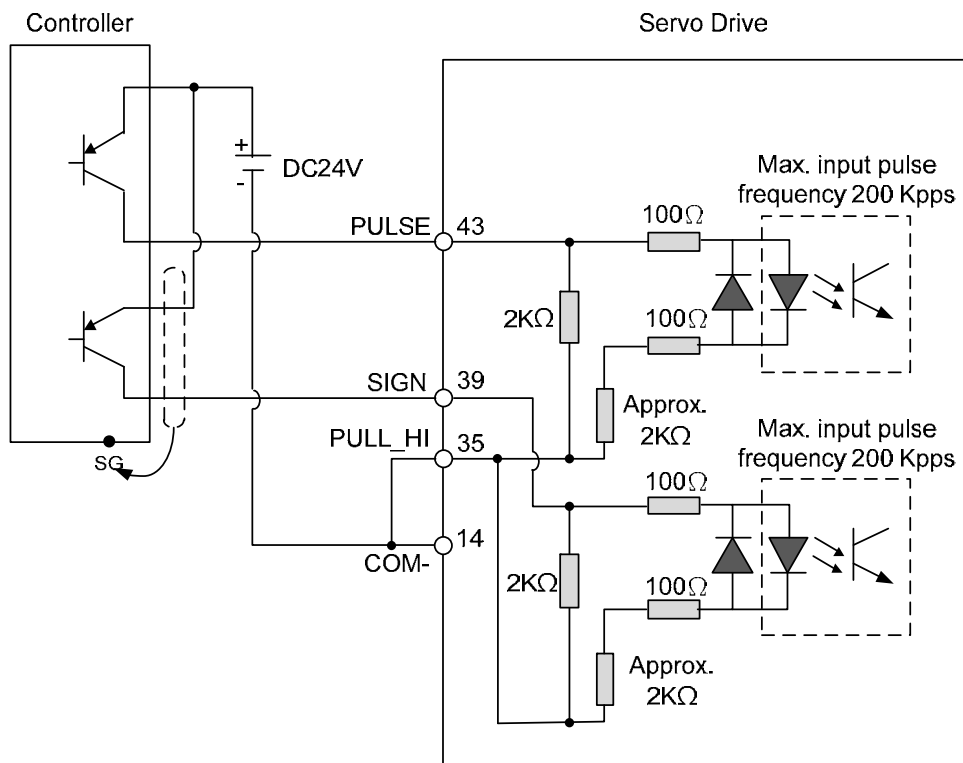 Controller
Servo Drive
+
-
DC24V
Max. input pulse
frequency 200 Kpps
PULSE
43
100Ω
2KΩ
100Ω
SIGN
39
Approx.
2KΩ
PULL_HI
35
SG
Max. input pulse
frequency 200 Kpps
100Ω
14
COM-
2KΩ
100Ω
Approx.
2KΩ